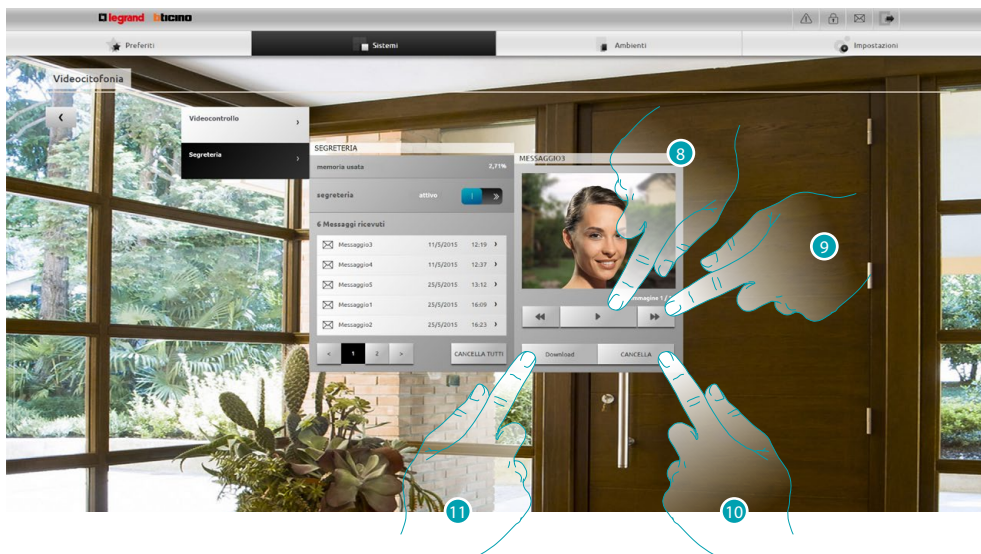 legrand bticino
Preferiti
Sistemi
Ambienti
Impostazioni
Videocitofonia
Videocontrollo
Segreteria
SEGRETERIA
memoria usata 2,71%
segreteria attivo
6 Messaggi ricevuti
Messaggio3 11/5/2015 12:19
Messaggio4 11/5/2015 12:37
Messaggio5 25/5/2015 13:12
Messaggio1 25/5/2015 16:09
Messaggio2 25/5/2015 16:23
< 1 2 > CANCELLA TUTTI
MESSAGGIO3
immagine 1 /
Download CANCELLA
8
9
10
11